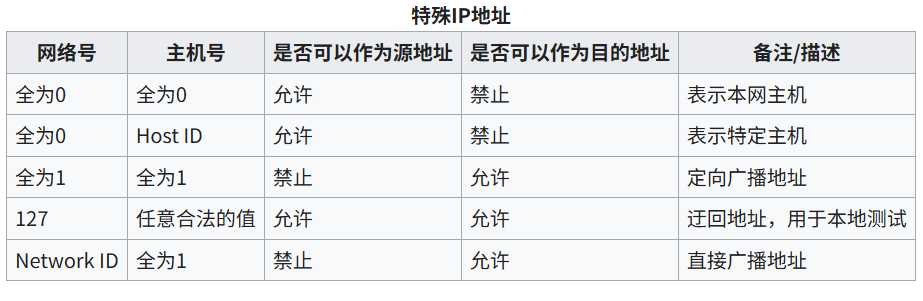 特殊IP地址
网络号 主机号 是否可以作为源地址 是否可以作为目的地址 备注/描述
全为0 全为0 允许 禁止 表示本网主机
全为0 Host ID 允许 禁止 表示特定主机
全为1 全为1 禁止 允许 定向广播地址
127 任意合法的值 允许 允许 迂回地址，用于本地测试
Network ID 全为1 禁止 允许 直接广播地址